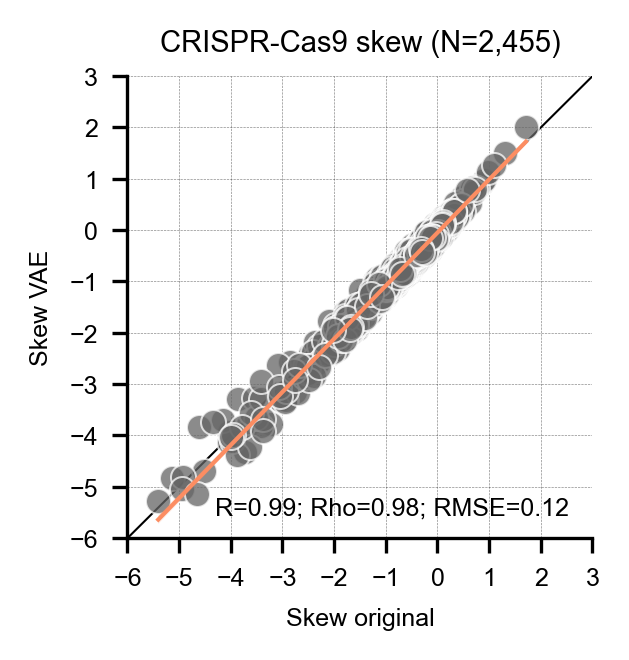 CRISPR-Cas9 skew (N=2,455)
3
2
1
0
−1
−2
−3
−4
−5
−6
Skew VAE
R=0.99; Rho=0.98; RMSE=0.12
−6 −5 −4 −3 −2 −1 0 1 2 3
Skew original